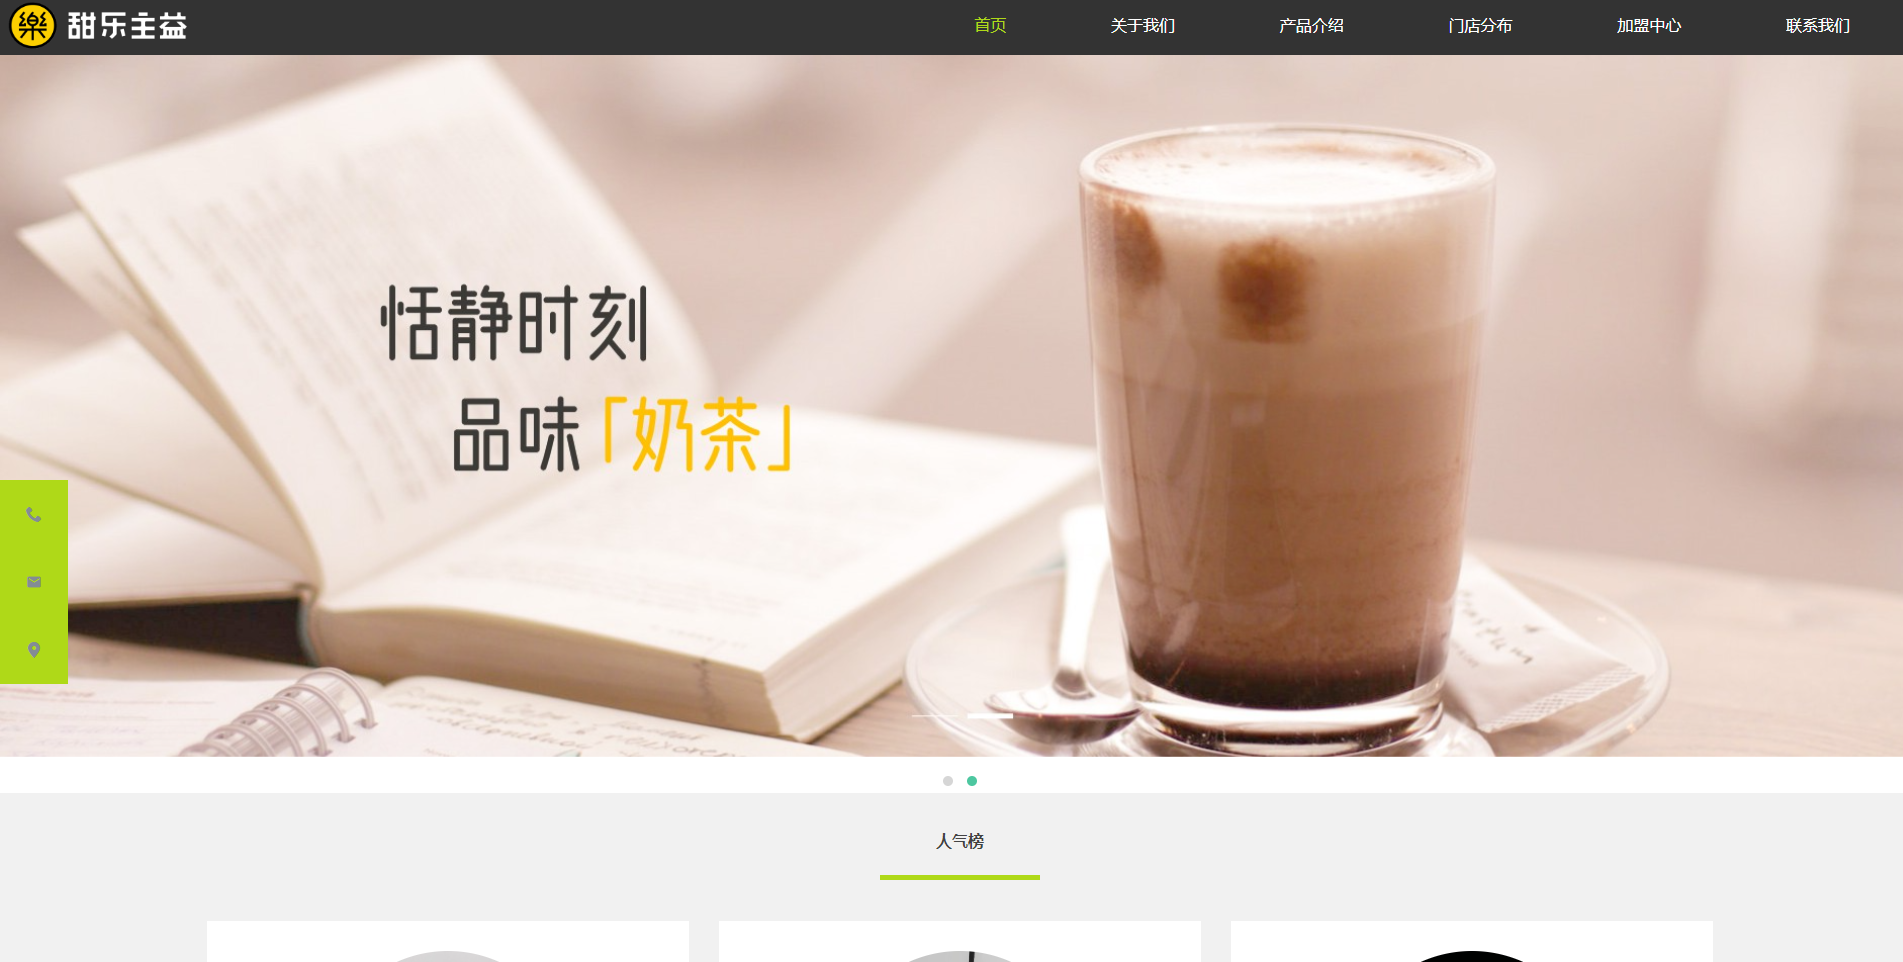 樂 甜乐主益
首页 关于我们 产品介绍 门店分布 加盟中心 联系我们
恬静时刻
品味「奶茶」
人气榜